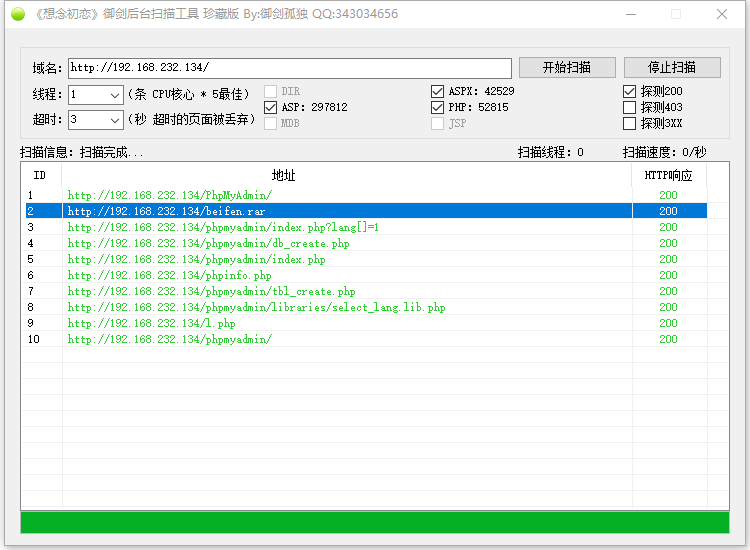 《想念初恋》御剑后台扫描工具 珍藏版 By:御剑孤独 QQ:343034656
域名: http://192.168.232.134/ 开始扫描 停止扫描
线程: 1 (条 CPU核心 * 5最佳) DIR ASPX: 42529 探测200
ASP: 297812 PHP: 52815 探测403
超时: 3 (秒 超时的页面被丢弃) MDB JSP 探测3XX
扫描信息: 扫描完成... 扫描线程: 0 扫描速度: 0/秒
ID 地址 HTTP响应
1 http://192.168.232.134/PhpMyAdmin/ 200
2 http://192.168.232.134/beifen.rar 200
3 http://192.168.232.134/phpmyadmin/index.php?lang[]=1 200
4 http://192.168.232.134/phpmyadmin/db_create.php 200
5 http://192.168.232.134/phpmyadmin/index.php 200
6 http://192.168.232.134/phpinfo.php 200
7 http://192.168.232.134/phpmyadmin/tbl_create.php 200
8 http://192.168.232.134/phpmyadmin/libraries/select_lang.lib.php 200
9 http://192.168.232.134/l.php 200
10 http://192.168.232.134/phpmyadmin/ 200